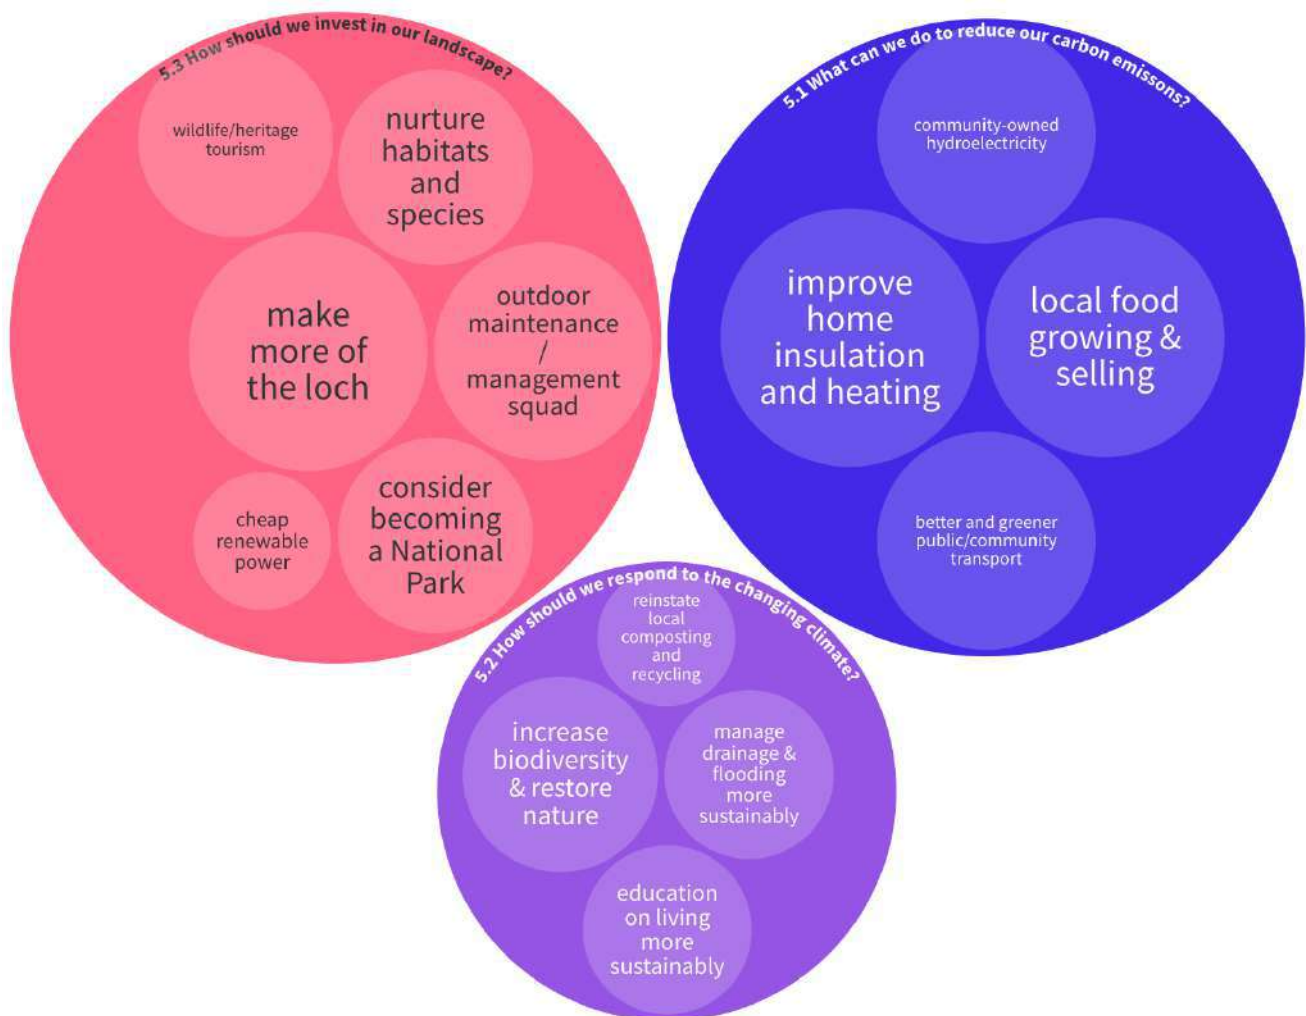 5.3 How should we invest in our landscape?
wildlife/heritage
tourism
nurture
habitats
and
species
make
more of
the loch
outdoor
maintenance
/
management
squad
cheap
renewable
power
consider
becoming
a National
Park
5.1 What can we do to reduce our carbon emissons?
community-owned
hydroelectricity
improve
home
insulation
and heating
local food
growing &
selling
better and greener
public/community
transport
5.2 How should we respond to the changing climate?
reinstate
local
composting
and
recycling
increase
biodiversity
& restore
nature
manage
drainage &
flooding
more
sustainably
education
on living
more
sustainably